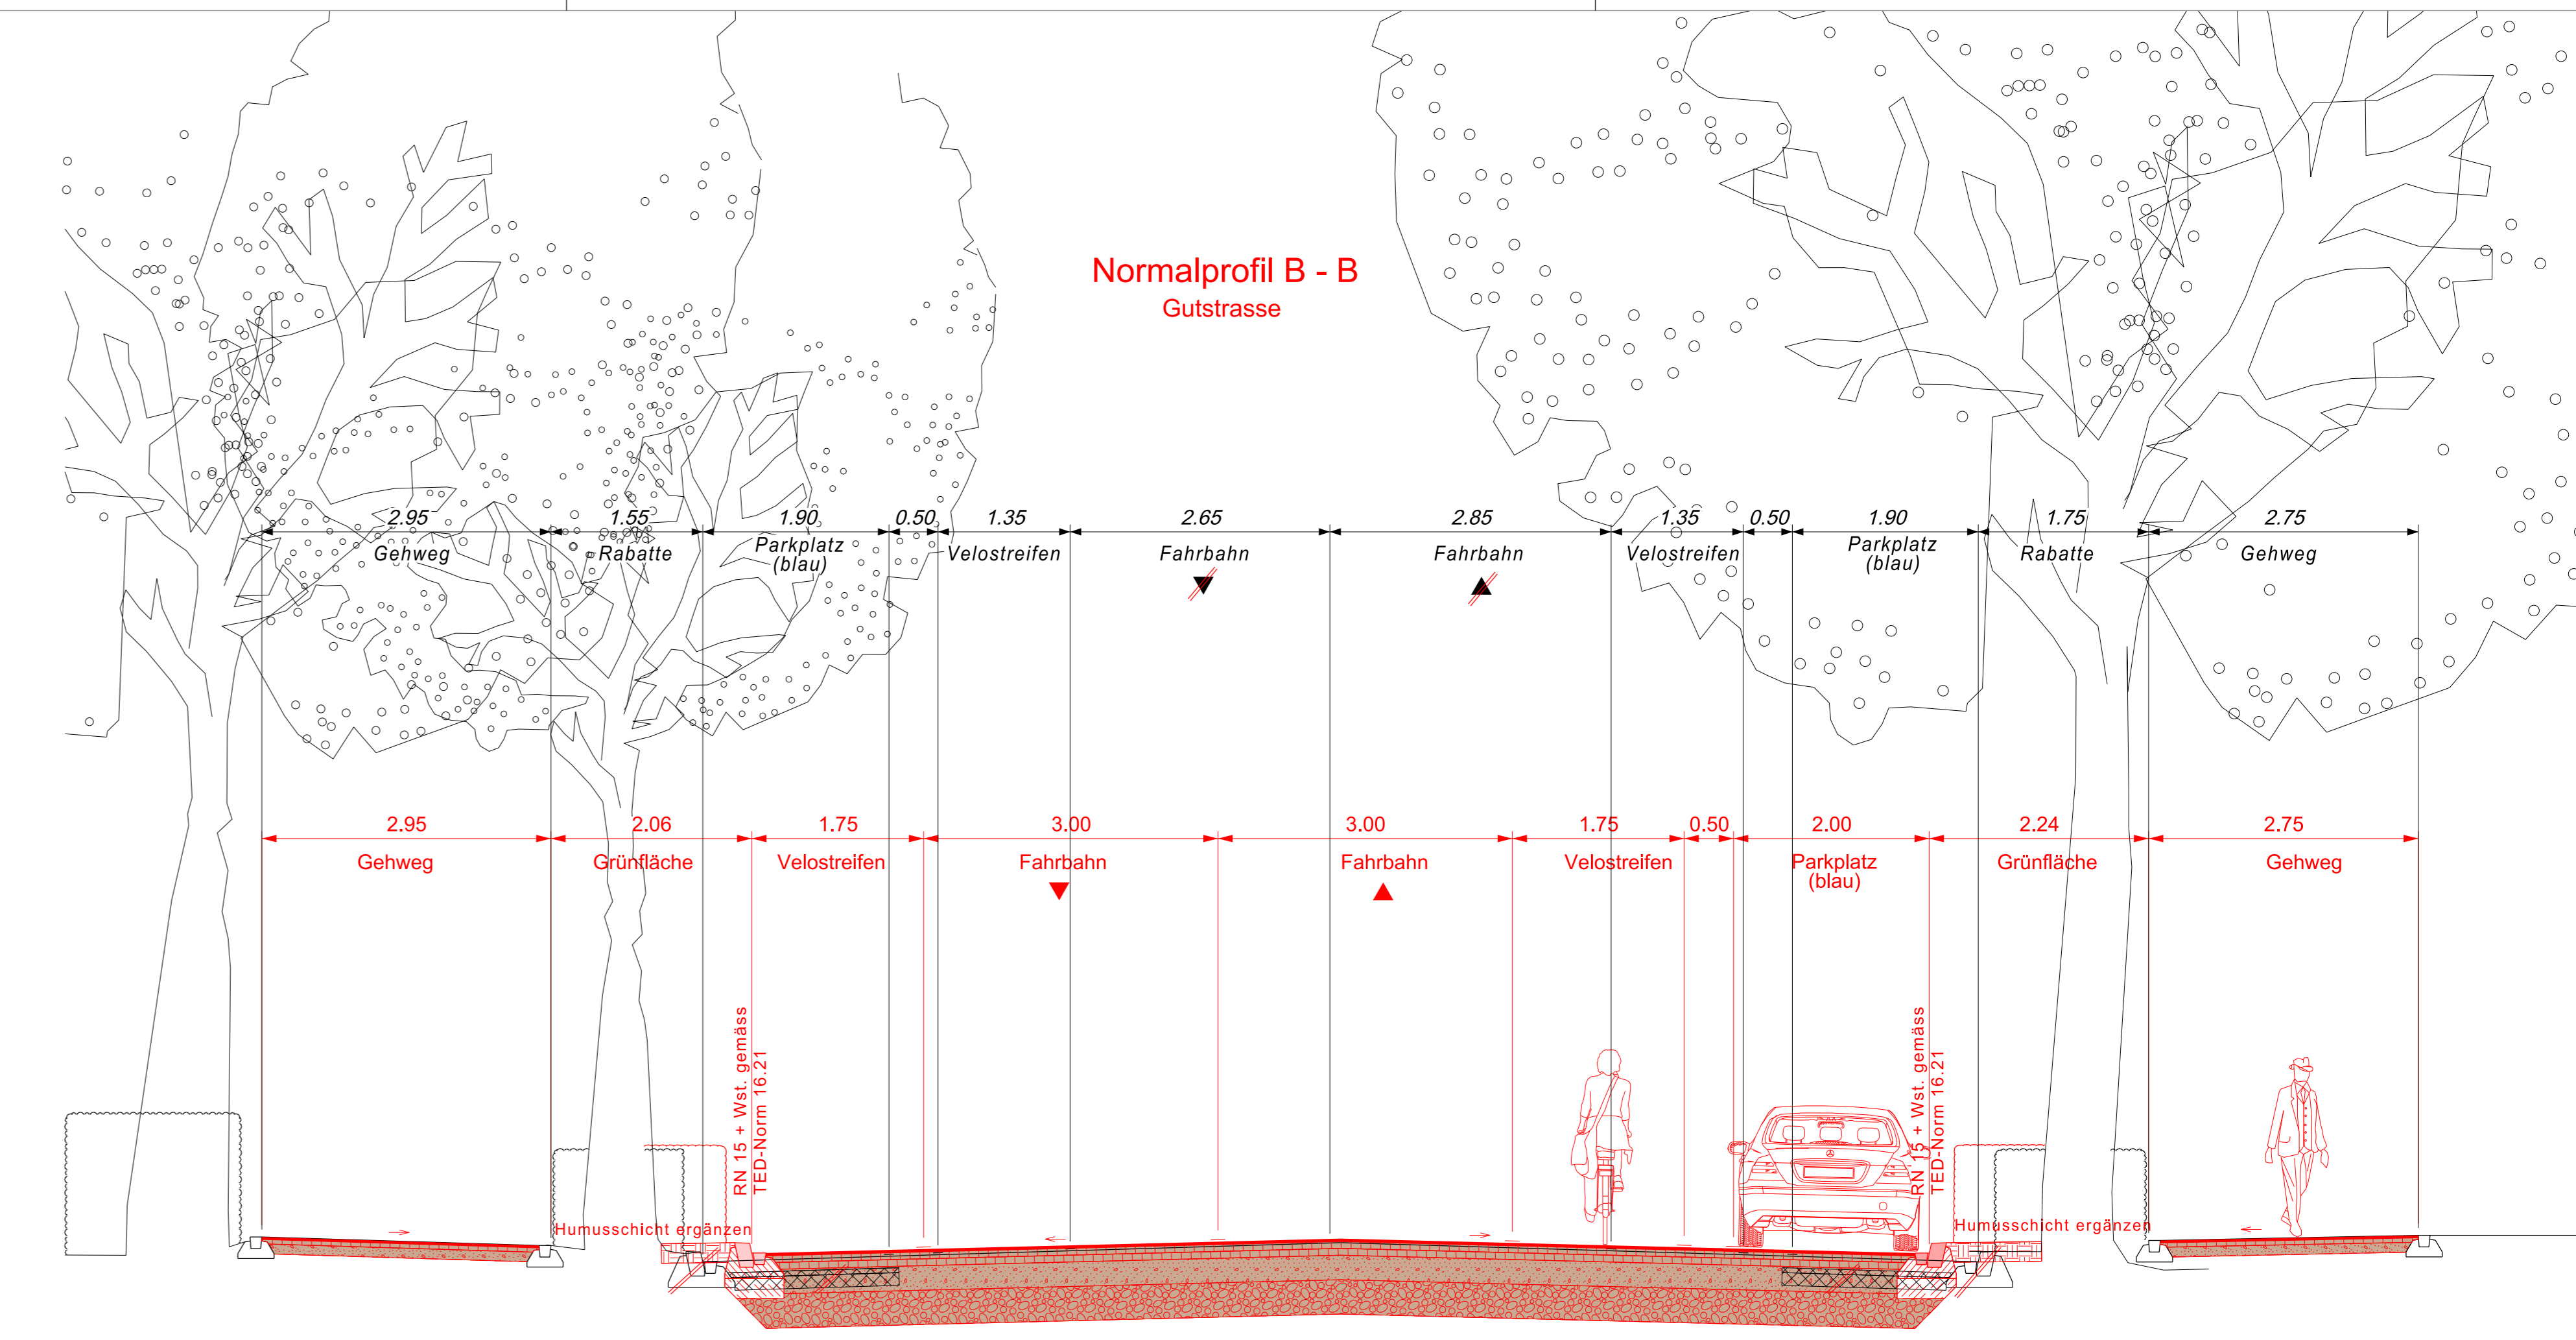 Normalprofil B - B
Gutstrasse
2.95 1.55 1.90 0.50 1.35 2.65 2.85 1.35 0.50 1.90 1.75 2.75
Gehweg Rabatte Parkplatz Velostreifen Fahrbahn Fahrbahn Velostreifen Parkplatz Rabatte Gehweg
(blau) (blau)
2.95 2.06 1.75 3.00 3.00 1.75 0.50 2.00 2.24 2.75
Gehweg Grünfläche Velostreifen Fahrbahn Fahrbahn Velostreifen Parkplatz Grünfläche Gehweg
(blau)
RN 15 + Wst. gemäss
TED-Norm 16.21
RN 15 + Wst. gemäss
TED-Norm 16.21
Humusschicht ergänzen
Humusschicht ergänzen